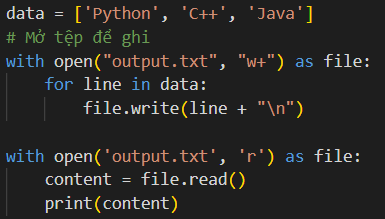 data = ['Python', 'C++', 'Java']
# Mở tệp để ghi
with open("output.txt", "w+") as file:
    for line in data:
        file.write(line + "\n")

with open('output.txt', 'r') as file:
    content = file.read()
    print(content)